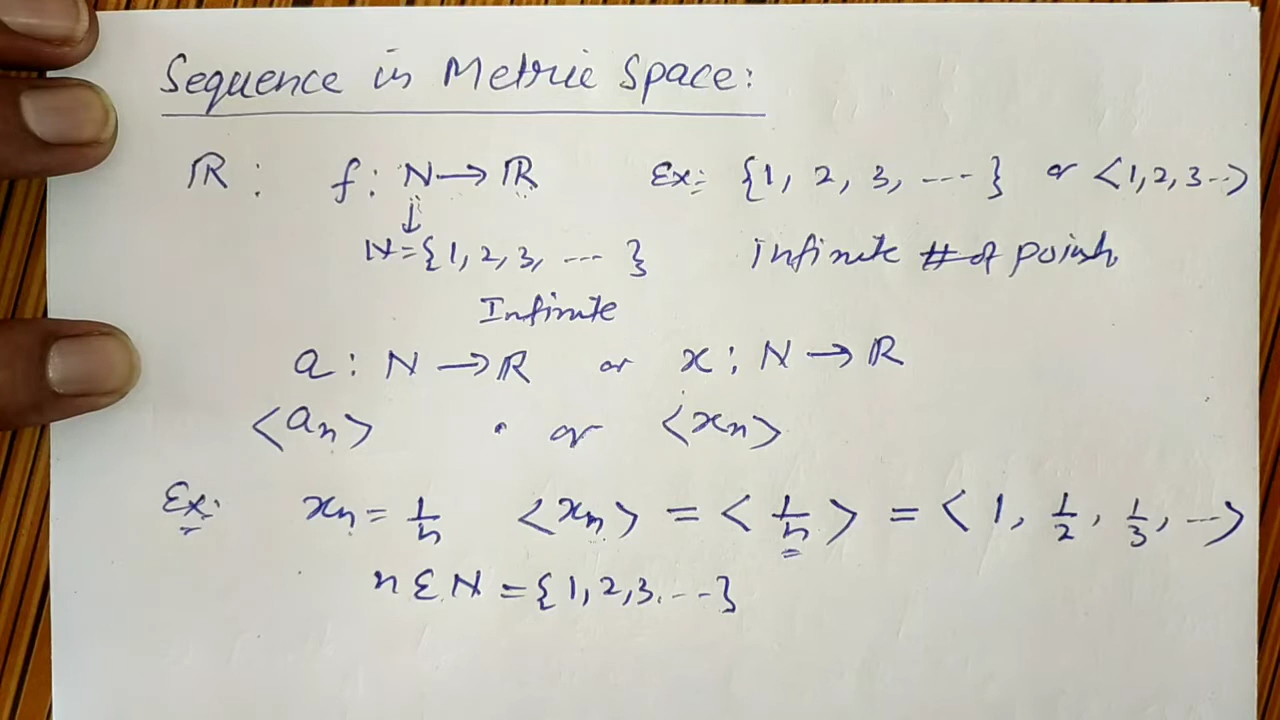 Sequence in Metric Space:
ℝ : f: ℕ → ℝ Ex: {1, 2, 3, ---- } or <1,2,3-->
↓
ℕ={1,2,3, --- } infinite # of points
Infinite
a : ℕ → ℝ or x : ℕ → ℝ
<aₙ> or <xₙ>
Ex: xₙ = 1/n <xₙ> = <1/n> = <1, 1/2, 1/3, -->
n ∈ ℕ = {1,2,3,---}